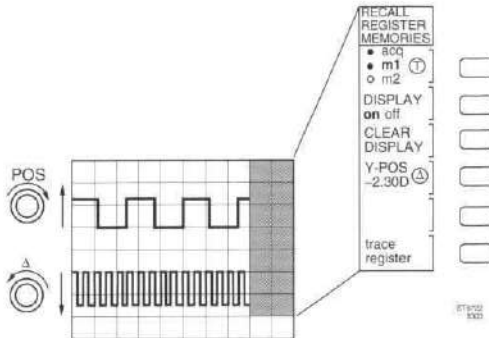 RECALL
REGISTER
MEMORIES
acq
m1 T
m2
DISPLAY
on off
CLEAR
DISPLAY
Y-POS
-2.30D Δ
trace
register
POS
Δ